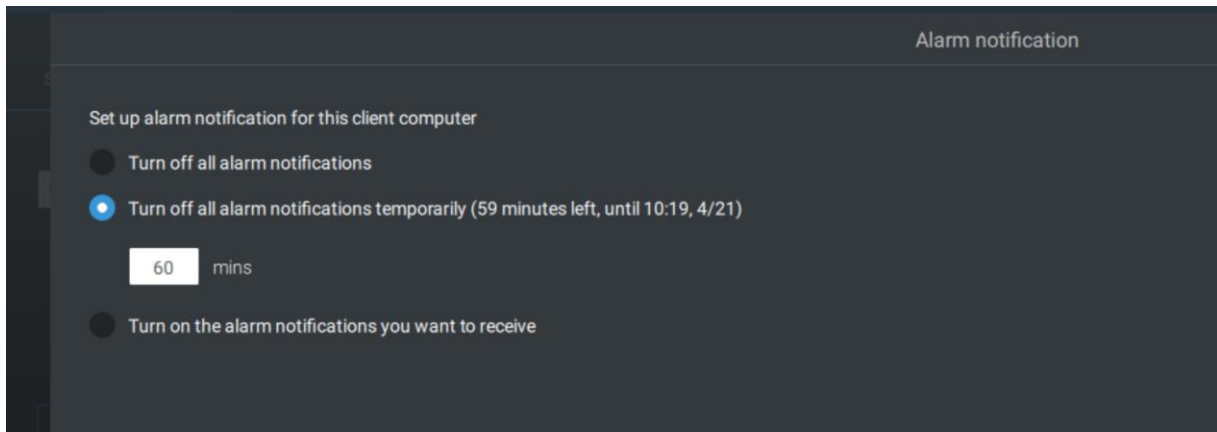 Alarm notification
Set up alarm notification for this client computer
Turn off all alarm notifications
Turn off all alarm notifications temporarily (59 minutes left, until 10:19, 4/21)
60 mins
Turn on the alarm notifications you want to receive